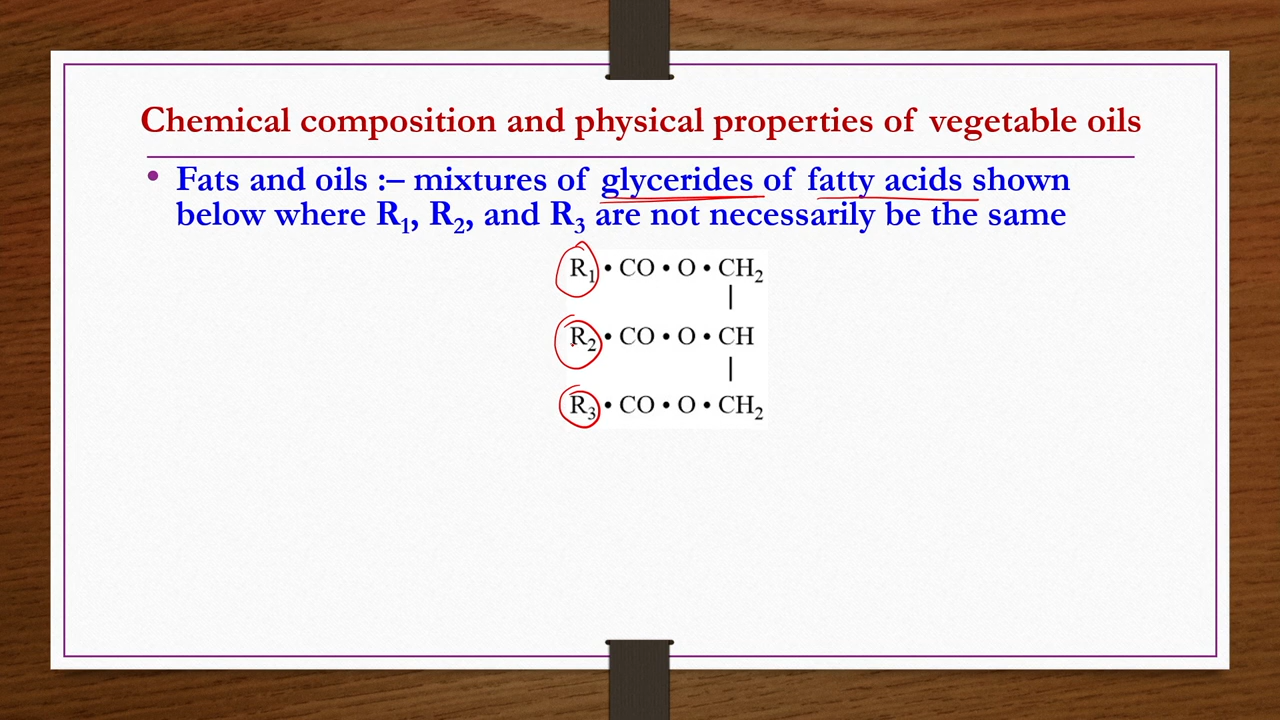 Chemical composition and physical properties of vegetable oils
• Fats and oils :– mixtures of glycerides of fatty acids shown
below where R₁, R₂, and R₃ are not necessarily be the same
R₁ • CO • O • CH₂
|
R₂ • CO • O • CH
|
R₃ • CO • O • CH₂